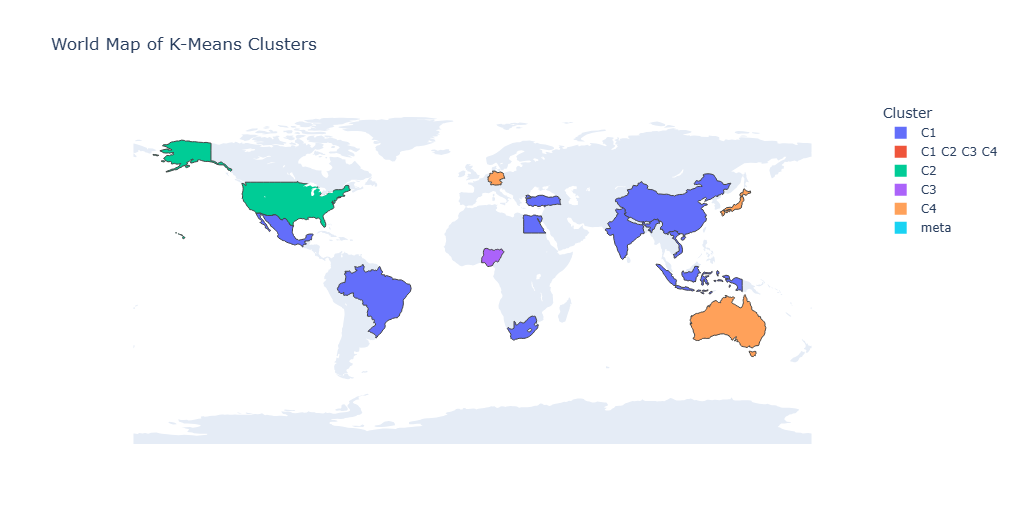 World Map of K-Means Clusters
Cluster
C1
C1 C2 C3 C4
C2
C3
C4
meta